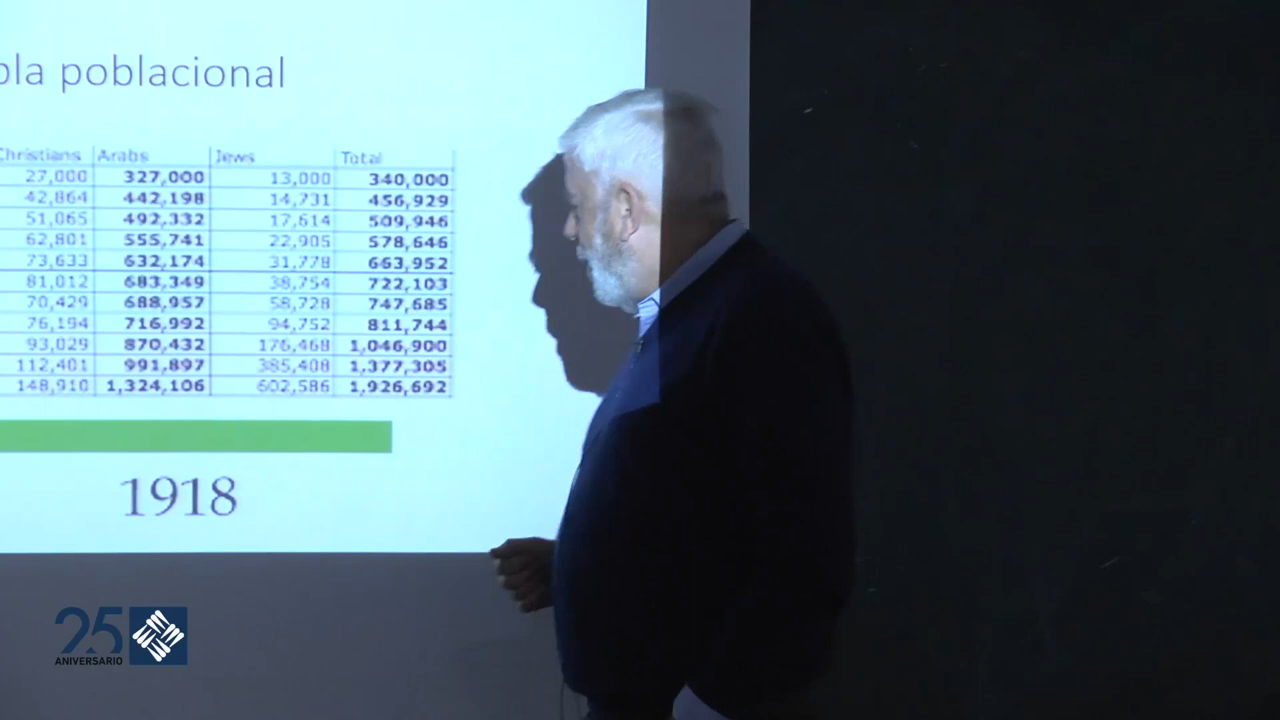 bla poblacional
Christians Arabs Jews Total
27,000 327,000 13,000 340,000
42,864 442,198 14,731 456,929
51,065 492,332 17,614 509,946
62,801 555,741 22,905 578,646
73,633 632,174 31,778 663,952
81,012 683,349 38,754 722,103
70,429 688,957 58,728 747,685
76,194 716,992 94,752 811,744
93,029 870,432 176,468 1,046,900
112,401 991,897 385,408 1,377,305
148,910 1,324,106 602,586 1,926,692
1918
25
ANIVERSARIO